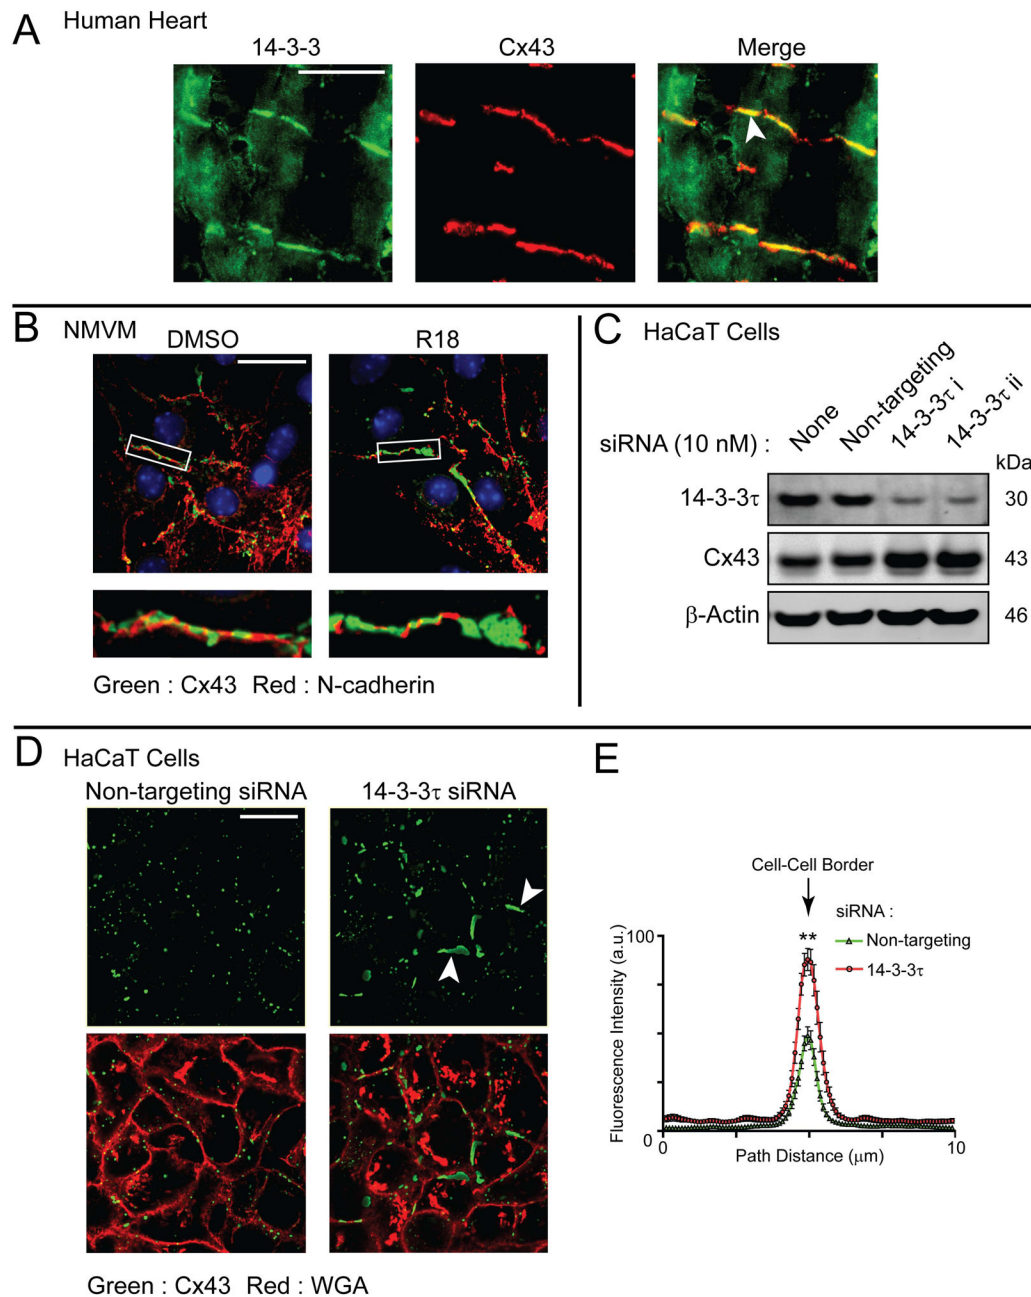 A Human Heart
14-3-3 Cx43 Merge
B NMVM
DMSO R18
Green : Cx43 Red : N-cadherin
C HaCaT Cells
siRNA (10 nM) : None Non-targeting 14-3-3τ i 14-3-3τ ii
kDa
14-3-3τ 30
Cx43 43
β-Actin 46
D HaCaT Cells
Non-targeting siRNA 14-3-3τ siRNA
Green : Cx43 Red : WGA
E
Cell-Cell Border
siRNA :
Non-targeting
14-3-3τ
**
Fluorescence Intensity (a.u.)
100
0
0 10
Path Distance (μm)